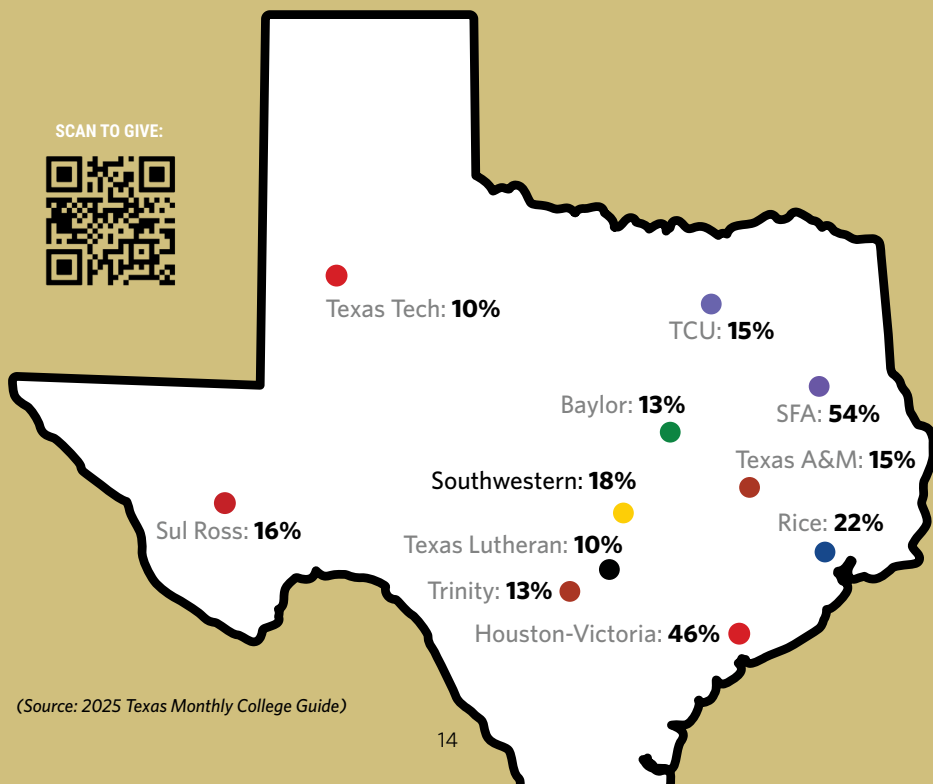 SCAN TO GIVE:
Texas Tech: 10%
TCU: 15%
Baylor: 13%
SFA: 54%
Texas A&M: 15%
Southwestern: 18%
Rice: 22%
Sul Ross: 16%
Texas Lutheran: 10%
Trinity: 13%
Houston-Victoria: 46%
(Source: 2025 Texas Monthly College Guide)
14